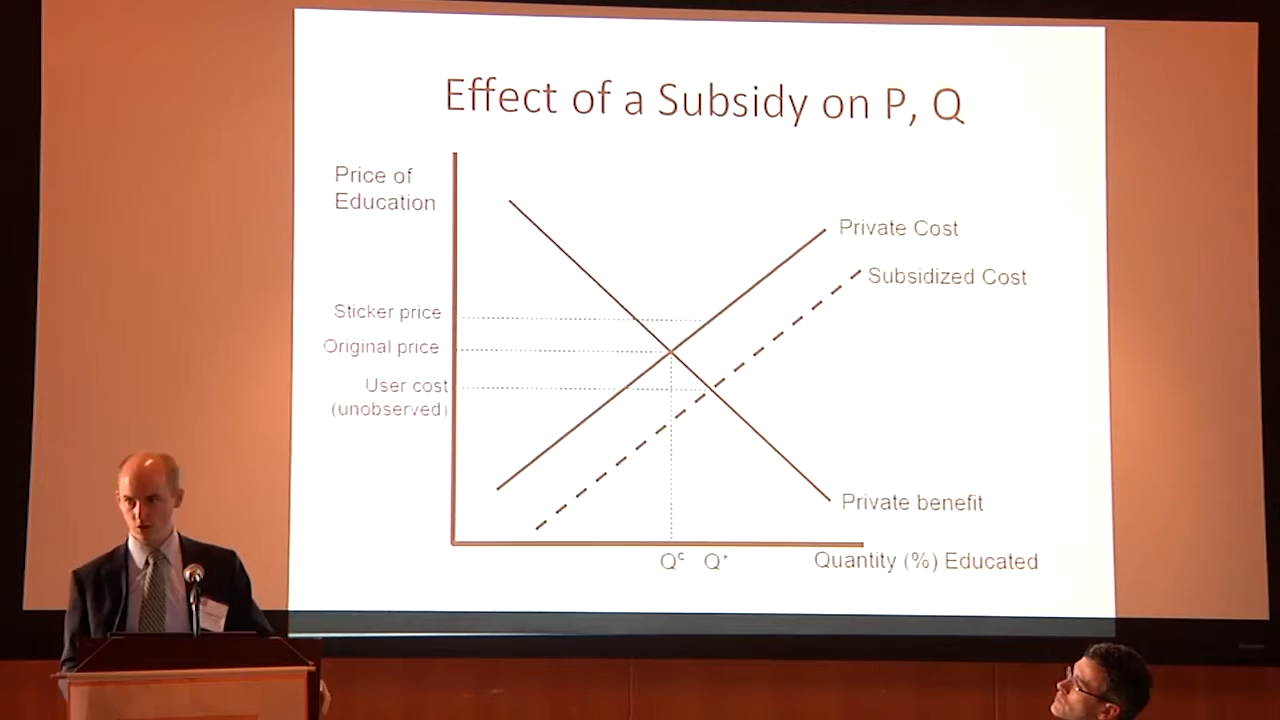 Effect of a Subsidy on P, Q
Price of
Education
Private Cost
Subsidized Cost
Sticker price
Original price
User cost
(unobserved)
Private benefit
Qᶜ Q*
Quantity (%) Educated